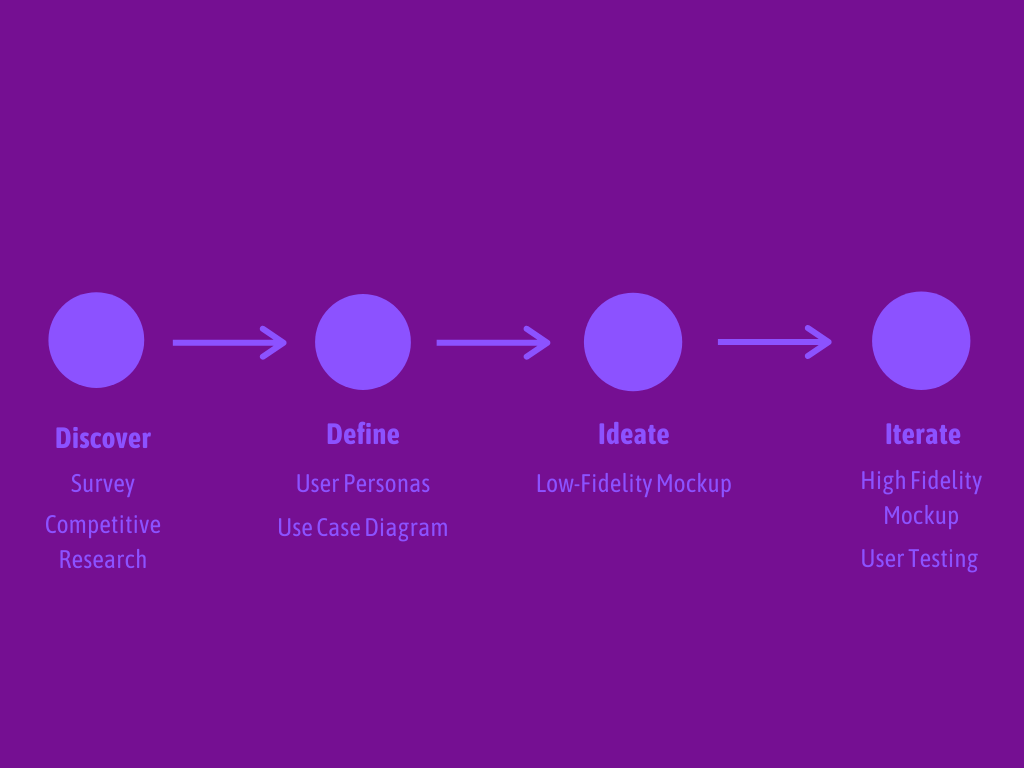 Discover
Survey
Competitive
Research
Define
User Personas
Use Case Diagram
Ideate
Low-Fidelity Mockup
Iterate
High Fidelity
Mockup
User Testing